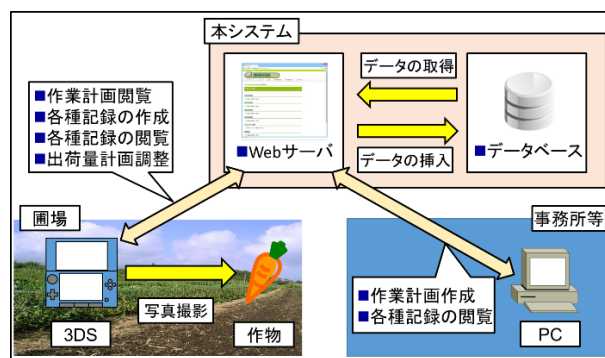 本システム
データの取得
■作業計画閲覧
■各種記録の作成
■各種記録の閲覧
■出荷量計画調整
■Webサーバ
データの挿入
■データベース
圃場
事務所等
写真撮影
3DS
作物
■作業計画作成
■各種記録の閲覧
PC